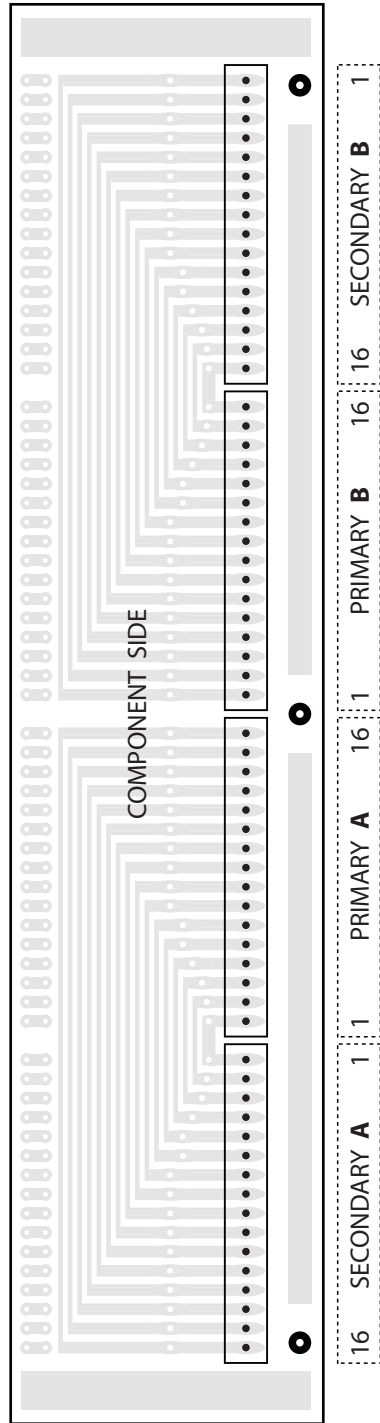 COMPONENT SIDE
16 SECONDARY A 1
1 PRIMARY A 16
1 PRIMARY B 16
16 SECONDARY B 1